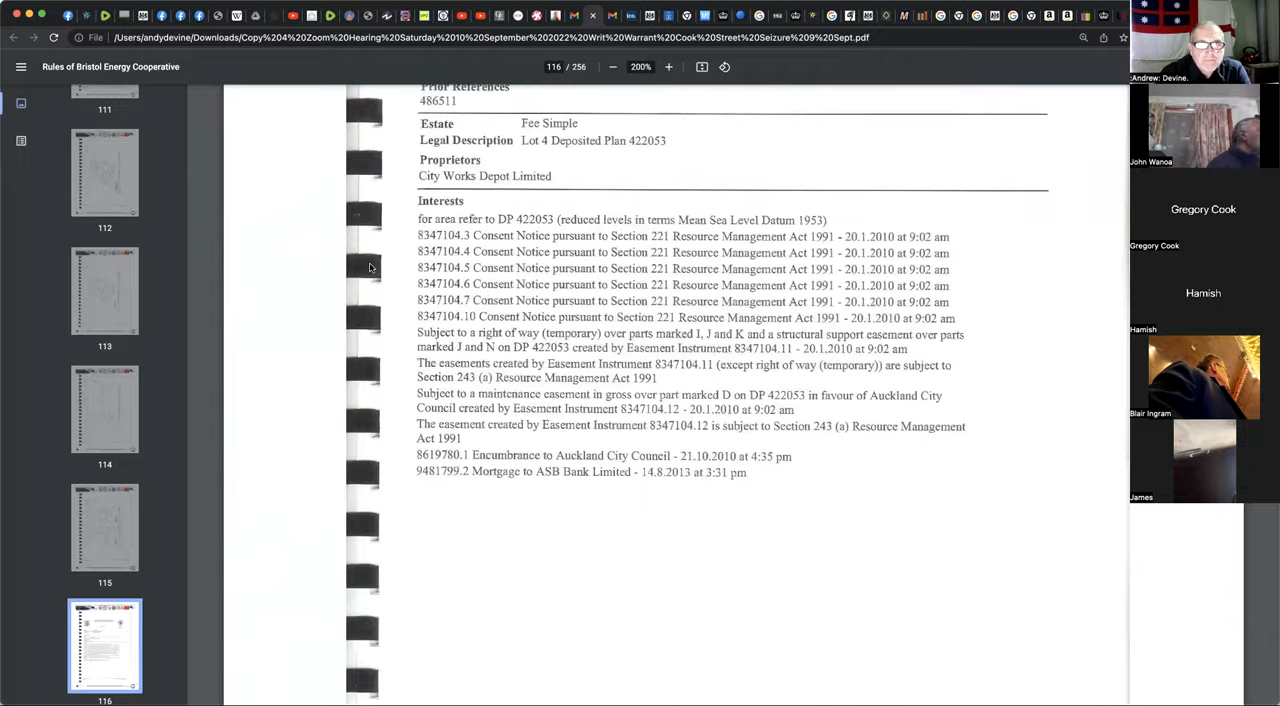 File
/Users/andydevine/Downloads/Copy%204%20Zoom%20Hearing%20Saturda
%202022%20Writ%20Warrant%20Cook%20Street%20Seizure%209%20Sept.pdf
Rules of Bristol Energy Cooperative
116 / 256
200%
111
112
113
114
115
116
Prior References
486511
Estate Fee Simple
Legal Description Lot 4 Deposited Plan 422053
Proprietors
City Works Depot Limited
Interests
for area refer to DP 422053 (reduced levels in terms Mean Sea Level Datum 1953)
8347104.3 Consent Notice pursuant to Section 221 Resource Management Act 1991 - 20.1.2010 at 9:02 am
8347104.4 Consent Notice pursuant to Section 221 Resource Management Act 1991 - 20.1.2010 at 9:02 am
8347104.5 Consent Notice pursuant to Section 221 Resource Management Act 1991 - 20.1.2010 at 9:02 am
8347104.6 Consent Notice pursuant to Section 221 Resource Management Act 1991 - 20.1.2010 at 9:02 am
8347104.7 Consent Notice pursuant to Section 221 Resource Management Act 1991 - 20.1.2010 at 9:02 am
8347104.10 Consent Notice pursuant to Section 221 Resource Management Act 1991 - 20.1.2010 at 9:02 am
Subject to a right of way (temporary) over parts marked I, J and K and a structural support easement over parts
marked J and N on DP 422053 created by Easement Instrument 8347104.11 - 20.1.2010 at 9:02 am
The easements created by Easement Instrument 8347104.11 (except right of way (temporary)) are subject to
Section 243 (a) Resource Management Act 1991
Subject to a maintenance easement in gross over part marked D on DP 422053 in favour of Auckland City
Council created by Easement Instrument 8347104.12 - 20.1.2010 at 9:02 am
The easement created by Easement Instrument 8347104.12 is subject to Section 243 (a) Resource Management
Act 1991
8619780.1 Encumbrance to Auckland City Council - 21.10.2010 at 4:35 pm
9481799.2 Mortgage to ASB Bank Limited - 14.8.2013 at 3:31 pm
Andrew: Devine.
John Wanoa
Gregory Cook
Gregory Cook
Hamish
Hamish
Blair Ingram
James